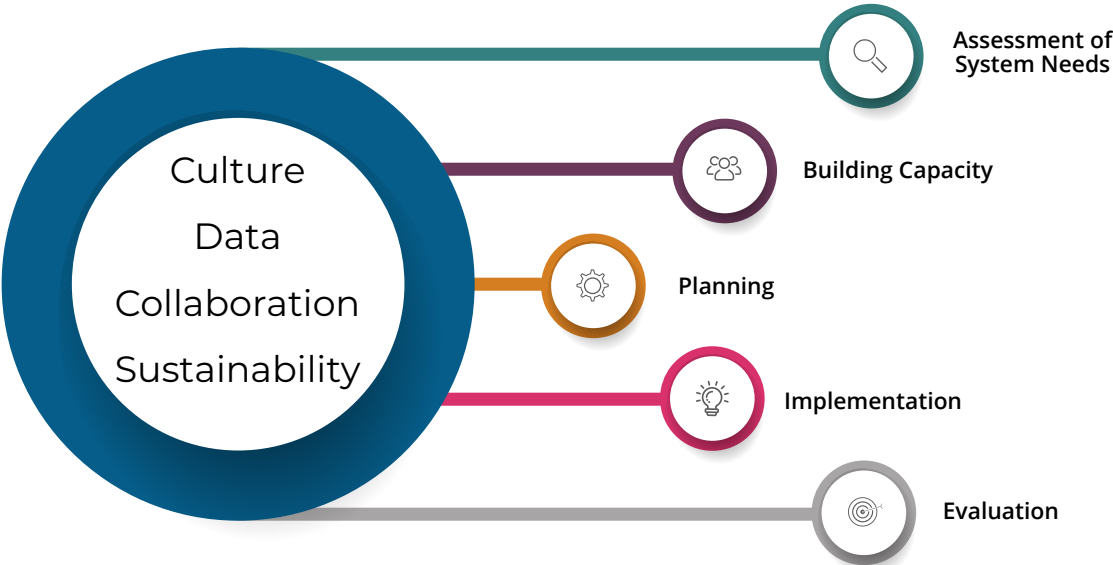 Culture
Data
Collaboration
Sustainability
Assessment of
System Needs
Building Capacity
Planning
Implementation
Evaluation